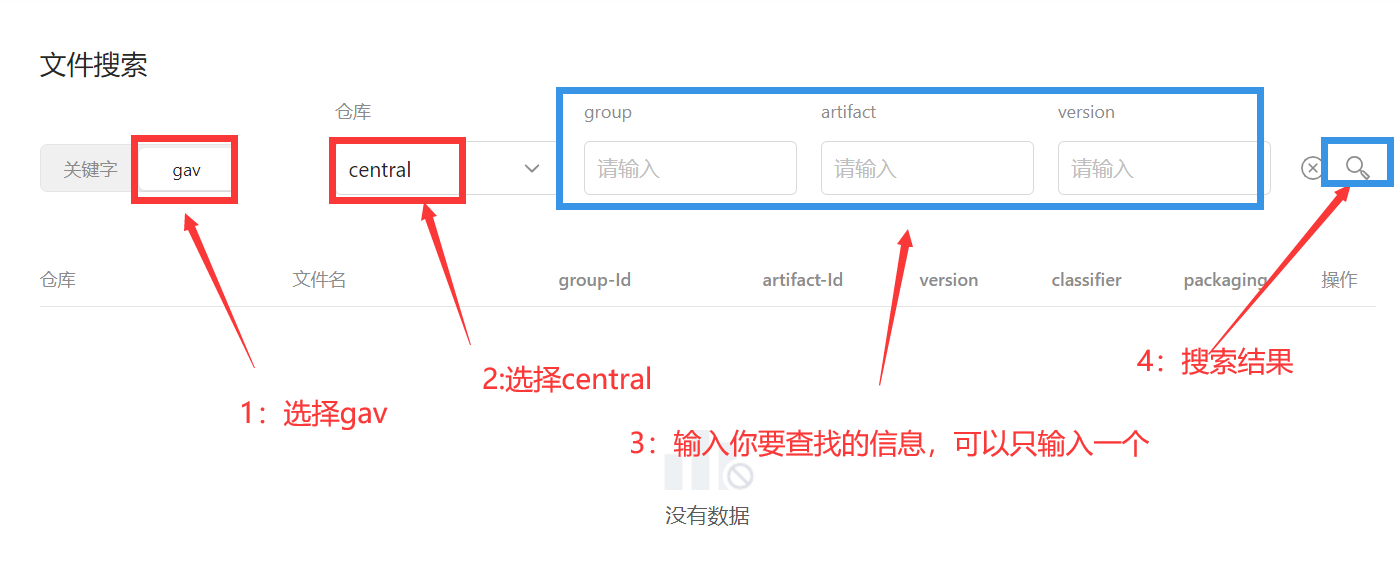 文件搜索
仓库 group artifact version
关键字 gav central 请输入 请输入 请输入
仓库 文件名 group-Id artifact-Id version classifier packaging 操作
4：搜索结果
2:选择central
1：选择gav
3：输入你要查找的信息，可以只输入一个
没有数据